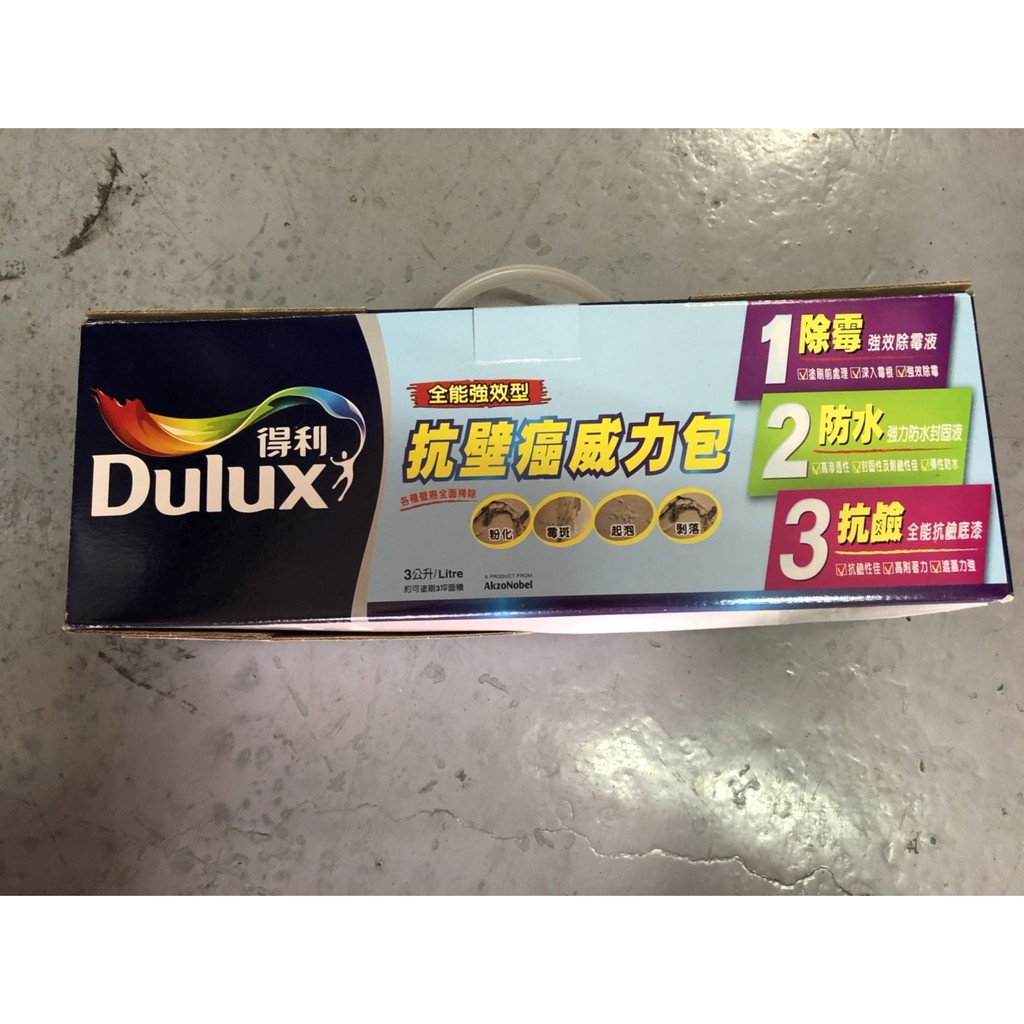 得利
Dulux
全能強效型
抗壁癌威力包
各種壁癌全面掃除
粉化
霉斑
起泡
剝落
3公升/Litre
約可塗刷3坪面積
A PRODUCT FROM
AkzoNobel
1 除霉 強效除霉液
塗刷前處理 深入霉根 強效除霉
2 防水 強力防水封固液
高滲透性 封固性及耐鹼性佳 彈性防水
3 抗鹼 全能抗鹼底漆
抗鹼性佳 高附著力 遮蓋力強